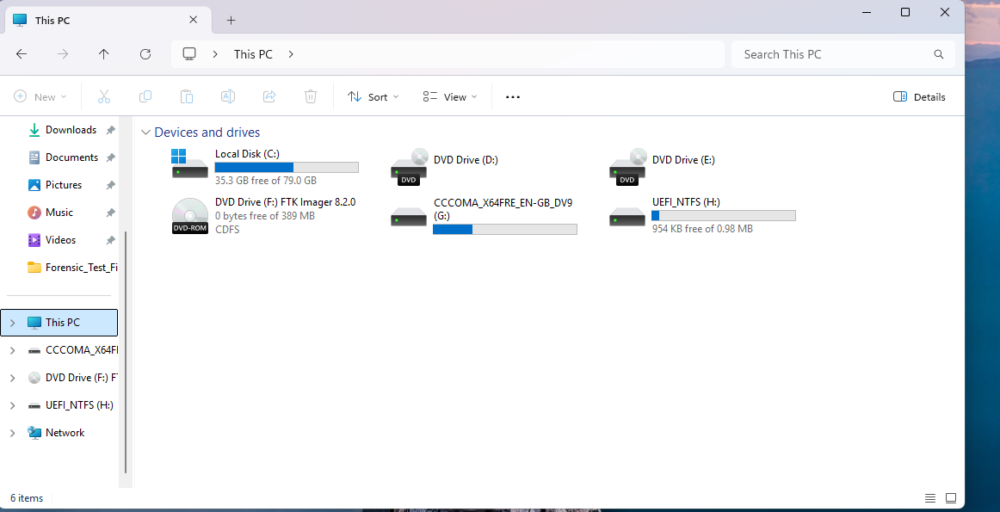 This PC
This PC
Search This PC
New
Sort
View
Details
Downloads
Documents
Pictures
Music
Videos
Forensic_Test_Fi
This PC
CCCOMA_X64FI
DVD Drive (F:) FT
UEFI_NTFS (H:)
Network
Devices and drives
Local Disk (C:)
35.3 GB free of 79.0 GB
DVD Drive (D:)
DVD
DVD Drive (E:)
DVD
DVD Drive (F:) FTK Imager 8.2.0
0 bytes free of 389 MB
CDFS
DVD-ROM
CCCOMA_X64FRE_EN-GB_DV9
(G:)
UEFI_NTFS (H:)
954 KB free of 0.98 MB
6 items